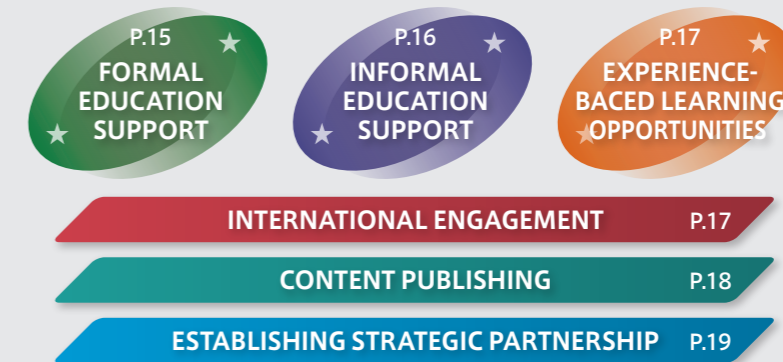 P.15
FORMAL
EDUCATION
SUPPORT
P.16
INFORMAL
EDUCATION
SUPPORT
P.17
EXPERIENCE-
BACED LEARNING
OPPORTUNITIES
INTERNATIONAL ENGAGEMENT P.17
CONTENT PUBLISHING P.18
ESTABLISHING STRATEGIC PARTNERSHIP P.19